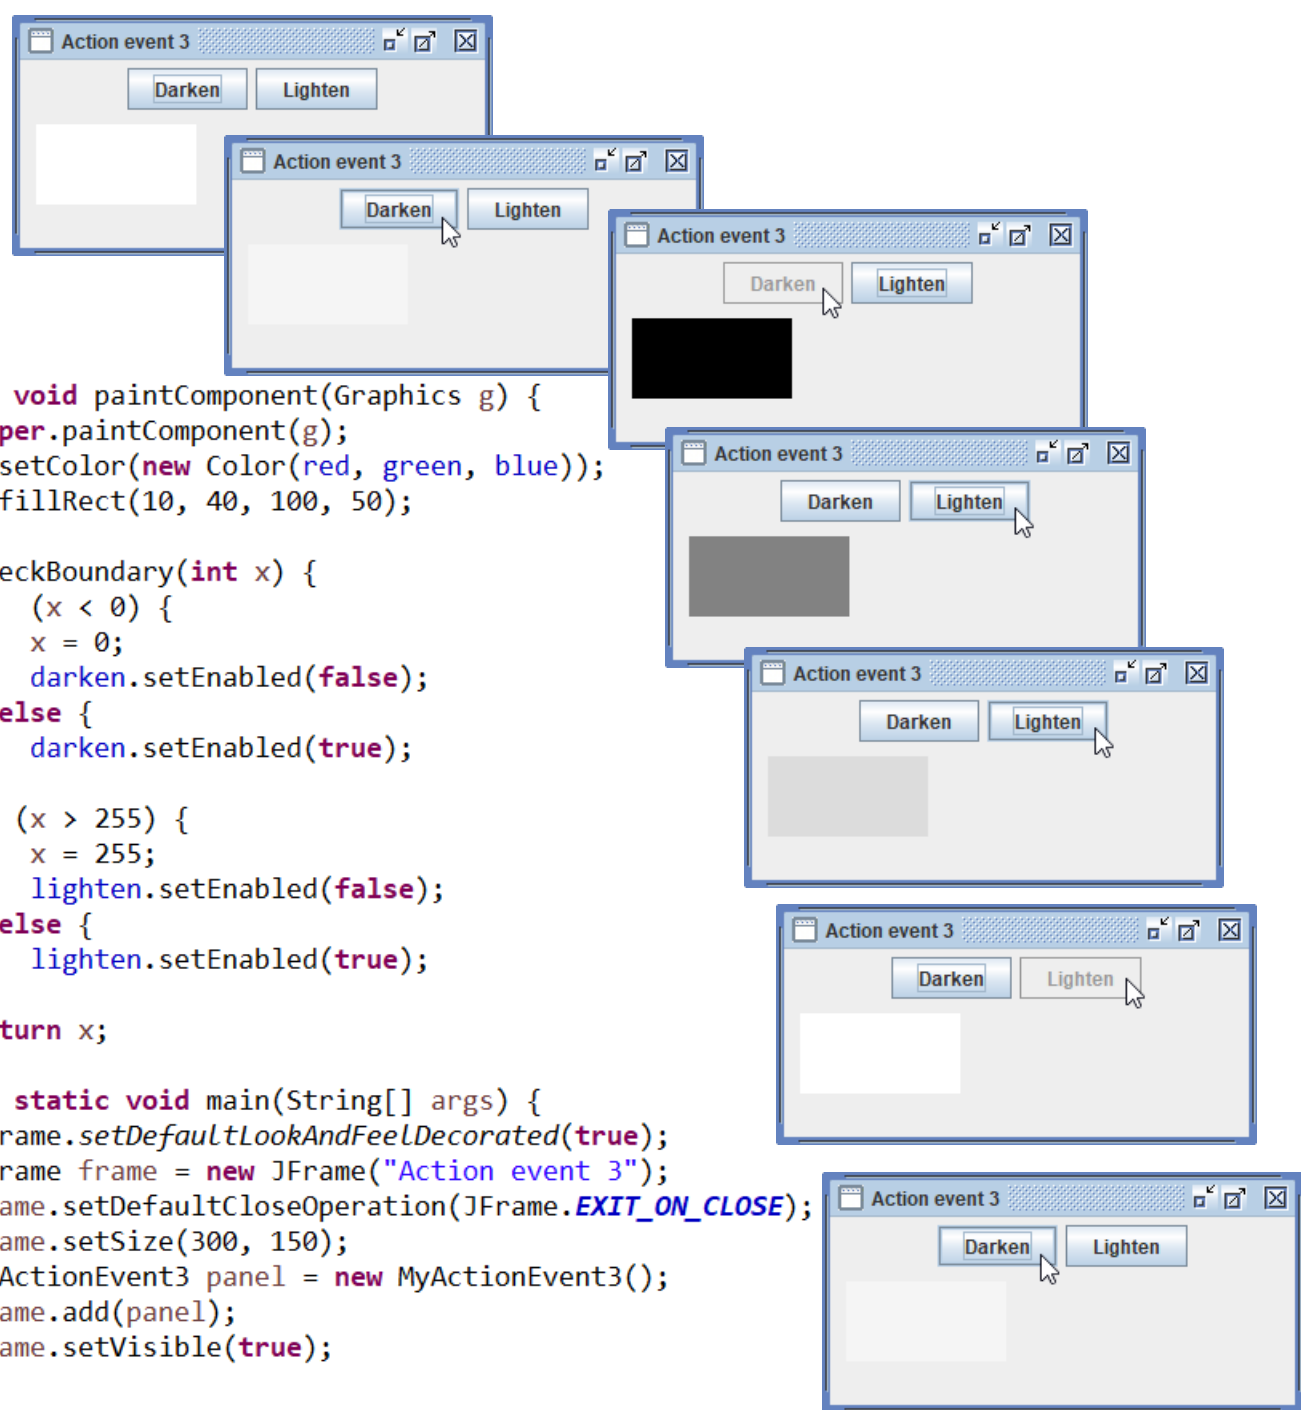 Action event 3
Darken Lighten
Action event 3
Darken Lighten
Action event 3
Darken Lighten
void paintComponent(Graphics g) {
per.paintComponent(g);
setColor(new Color(red, green, blue));
fillRect(10, 40, 100, 50);
Action event 3
Darken Lighten
eckBoundary(int x) {
(x < 0) {
x = 0;
darken.setEnabled(false);
else {
darken.setEnabled(true);
Action event 3
Darken Lighten
(x > 255) {
x = 255;
lighten.setEnabled(false);
else {
lighten.setEnabled(true);
Action event 3
Darken Lighten
turn x;
static void main(String[] args) {
rame.setDefaultLookAndFeelDecorated(true);
rame frame = new JFrame("Action event 3");
ame.setDefaultCloseOperation(JFrame.EXIT_ON_CLOSE);
ame.setSize(300, 150);
ActionEvent3 panel = new MyActionEvent3();
ame.add(panel);
ame.setVisible(true);
Action event 3
Darken Lighten